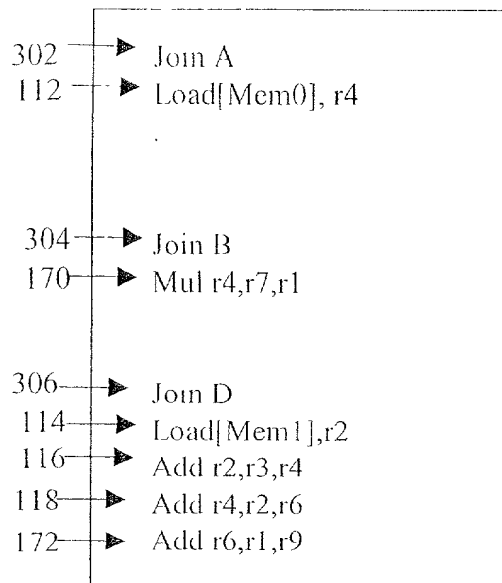 302 Join A
112 Load[Mem0], r4
304 Join B
170 Mul r4,r7,r1
306 Join D
114 Load[Mem1],r2
116 Add r2,r3,r4
118 Add r4,r2,r6
172 Add r6,r1,r9